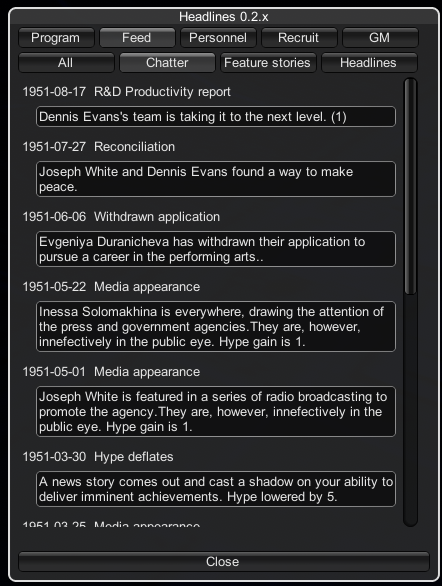 Headlines 0.2.x
Program Feed Personnel Recruit GM
All Chatter Feature stories Headlines
1951-08-17 R&D Productivity report
Dennis Evans's team is taking it to the next level. (1)
1951-07-27 Reconciliation
Joseph White and Dennis Evans found a way to make
peace.
1951-06-06 Withdrawn application
Evgeniya Duranicheva has withdrawn their application to
pursue a career in the performing arts..
1951-05-22 Media appearance
Inessa Solomakhina is everywhere, drawing the attention of
the press and government agencies.They are, however,
innefectively in the public eye. Hype gain is 1.
1951-05-01 Media appearance
Joseph White is featured in a series of radio broadcasting to
promote the agency.They are, however, innefectively in the
public eye. Hype gain is 1.
1951-03-30 Hype deflates
A news story comes out and cast a shadow on your ability to
deliver imminent achievements. Hype lowered by 5.
1951-03-25 Media appearance
Close